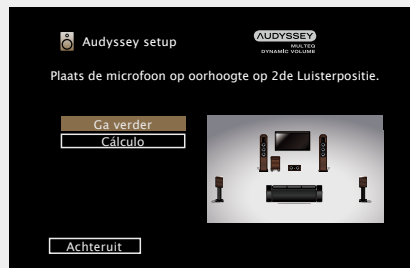 Audyssey setup
AUDYSSEY
MULTEQ
DYNAMIC VOLUME
Plaats de microfoon op oorhoogte op 2de Luisterpositie.
Ga verder
Cálculo
Achteruit